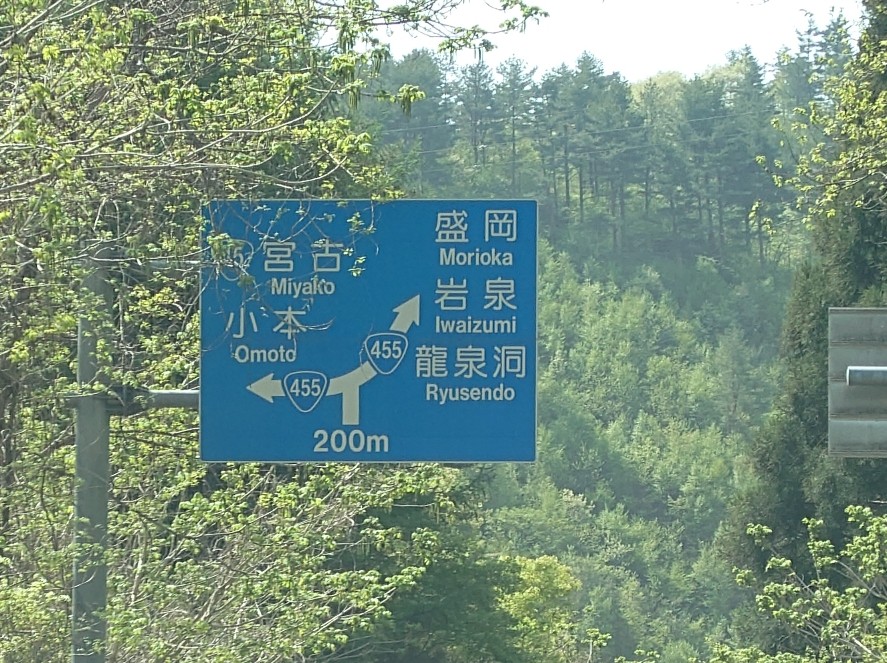 盛岡
Morioka
宮古
Miyako
岩泉
Iwaizumi
小本
Omoto
455
龍泉洞
Ryusendo
455
200m